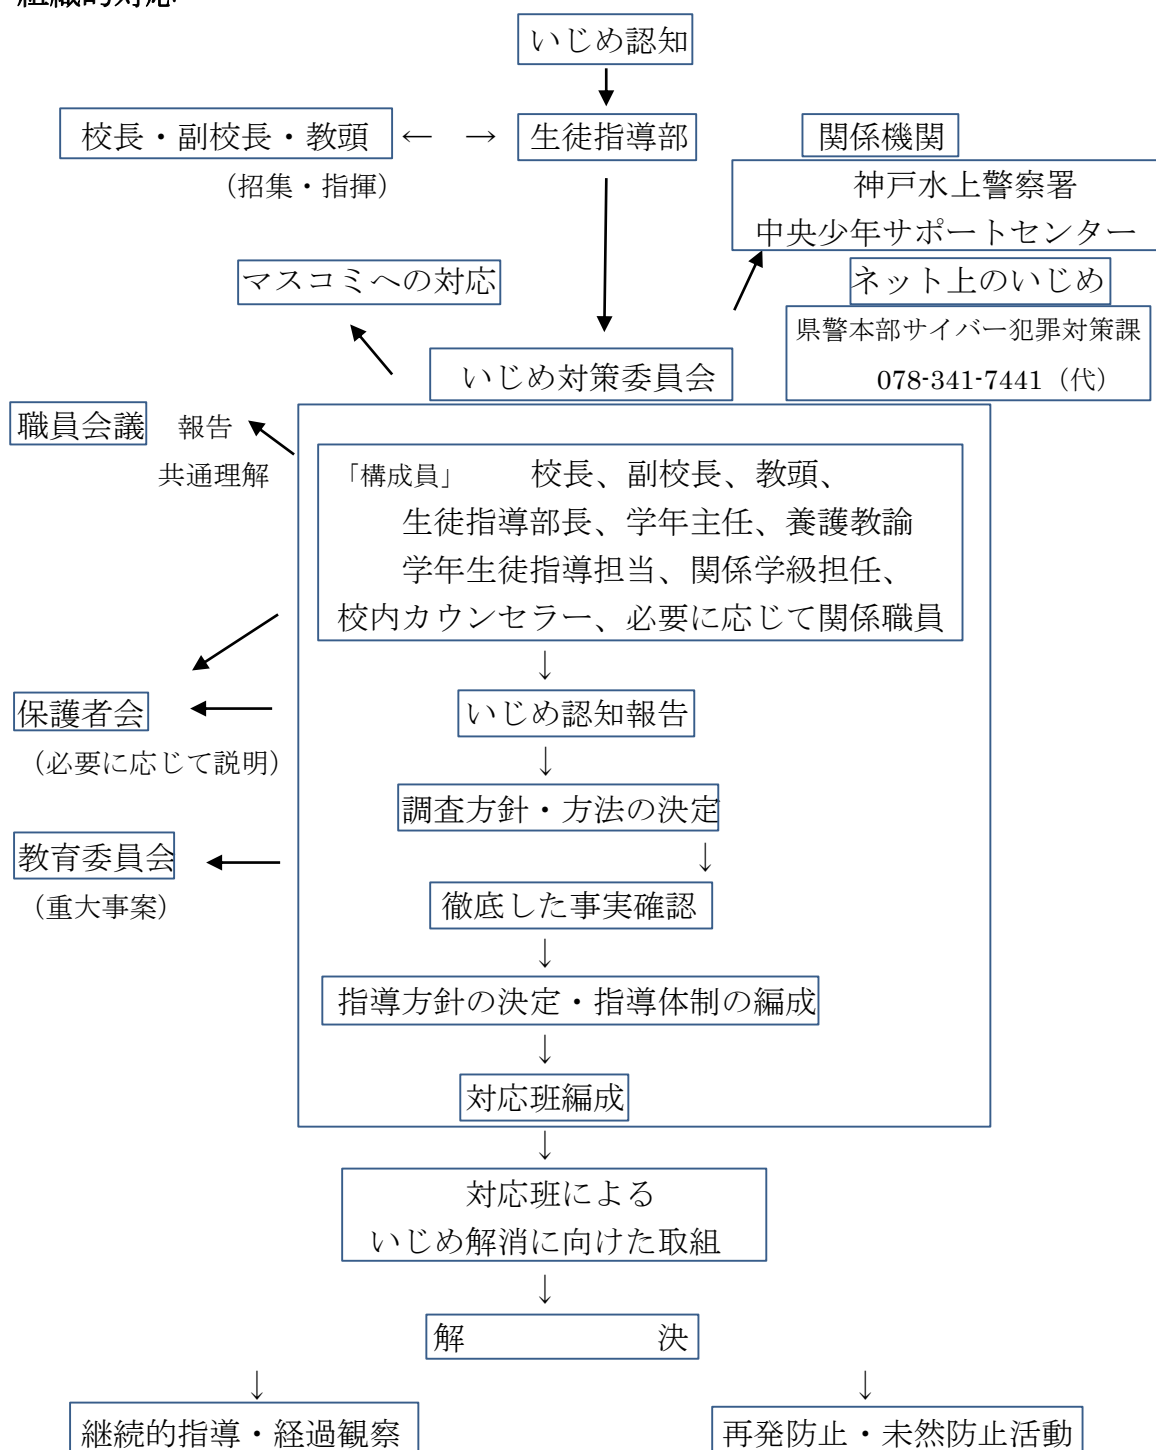 組織的対応
いじめ認知
校長・副校長・教頭 ← → 生徒指導部
（招集・指揮）
関係機関
神戸水上警察署
中央少年サポートセンター
マスコミへの対応
ネット上のいじめ
県警本部サイバー犯罪対策課
078-341-7441（代）
いじめ対策委員会
職員会議 報告
共通理解
「構成員」 校長、副校長、教頭、
生徒指導部長、学年主任、養護教諭
学年生徒指導担当、関係学級担任、
校内カウンセラー、必要に応じて関係職員
↓
いじめ認知報告
保護者会
（必要に応じて説明）
↓
調査方針・方法の決定
教育委員会
（重大事案）
↓
徹底した事実確認
↓
指導方針の決定・指導体制の編成
↓
対応班編成
↓
対応班による
いじめ解消に向けた取組
↓
解 決
↓ ↓
継続的指導・経過観察
再発防止・未然防止活動